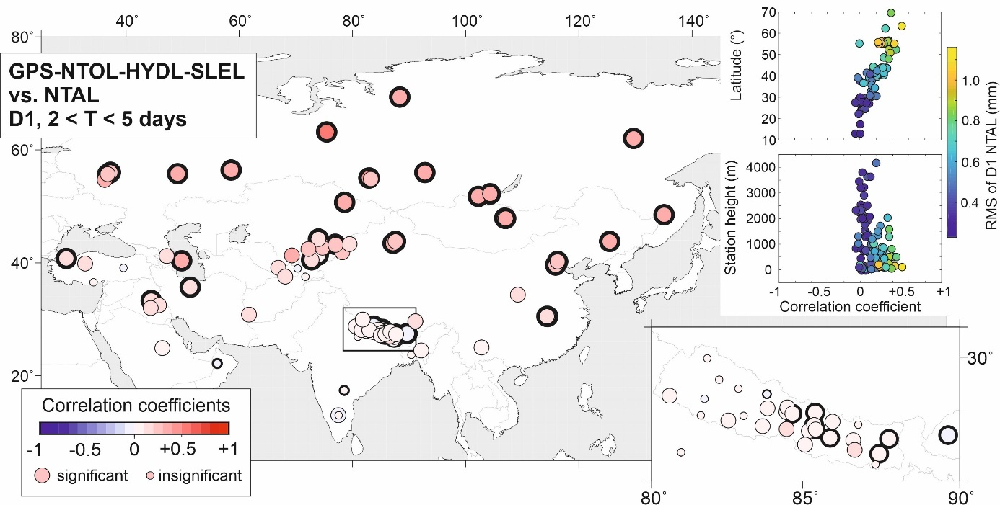 40° 60° 80° 100° 120° 140°
80°
60°
40°
20°
GPS-NTOL-HYDL-SLEL
vs. NTAL
D1, 2 < T < 5 days
Correlation coefficients
-1 -0.5 0 +0.5 +1
significant insignificant
70
60
50
40
30
20
10
Latitude (°)
4000
3000
2000
1000
0
Station height (m)
-1 -0.5 0 +0.5 +1
Correlation coefficient
1.0
0.8
0.6
0.4
RMS of D1 NTAL (mm)
30°
80° 85° 90°